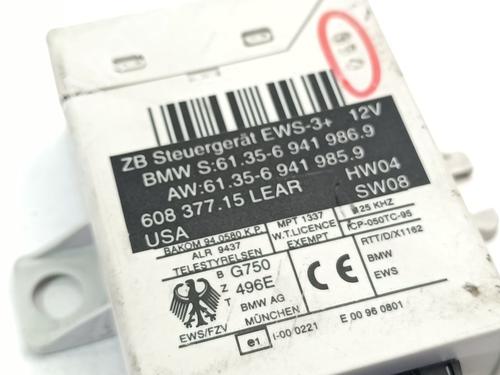 ZB Steuergerät EWS-3+ 12V
BMW S:61.35-6 941 986.9
AW:61.35-6 941 985.9
608 377.15 LEAR HW04
USA SW08
BAKOM 94.0580.K.P.
ALR 9437
TELESTYRELSEN
MPT 1337
W.T.LICENCE
EXEMPT
125 KHZ
CP-050TC-95
RTT/D/X1162
BMW
EWS
B
Z
T
G750
496E
BMW AG
MÜNCHEN
CE
EWS/FZV
e1 I-00 0221 E 00 96 0801